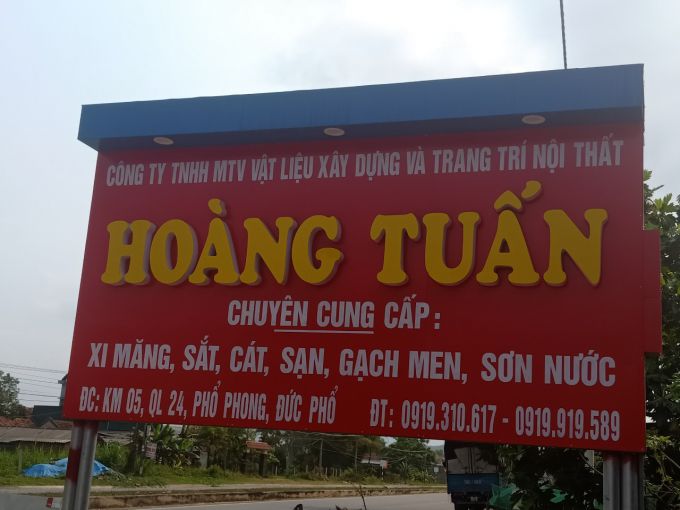 CÔNG TY TNHH MTV VẬT LIỆU XÂY DỰNG VÀ TRANG TRÍ NỘI THẤT
HOÀNG TUẤN
CHUYÊN CUNG CẤP:
XI MĂNG, SẮT, CÁT, SẠN, GẠCH MEN, SƠN NƯỚC
ĐC: KM 05, QL 24, PHỔ PHONG, ĐỨC PHỔ ĐT: 0919.310.617 - 0919.919.589